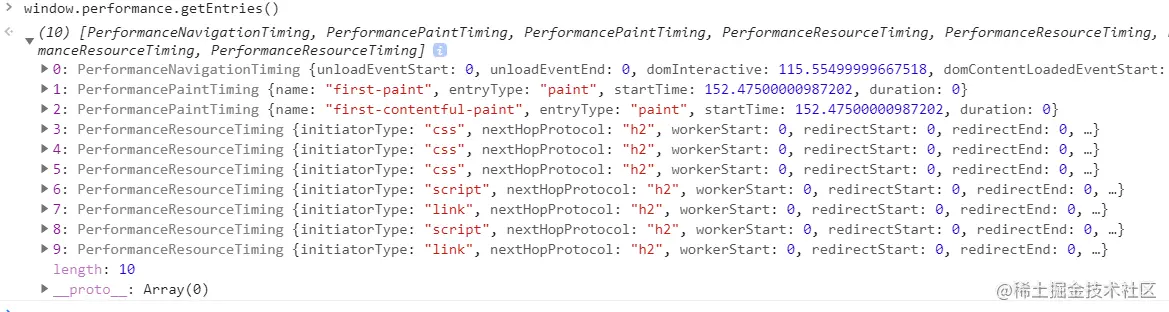 window.performance.getEntries()
(10) [PerformanceNavigationTiming, PerformancePaintTiming, PerformancePaintTiming, PerformanceResourceTiming, PerformanceResourceTiming,
manceResourceTiming, PerformanceResourceTiming]
0: PerformanceNavigationTiming {unloadEventStart: 0, unloadEventEnd: 0, domInteractive: 115.55499999667518, domContentLoadedEventStart:
1: PerformancePaintTiming {name: "first-paint", entryType: "paint", startTime: 152.47500000987202, duration: 0}
2: PerformancePaintTiming {name: "first-contentful-paint", entryType: "paint", startTime: 152.47500000987202, duration: 0}
3: PerformanceResourceTiming {initiatorType: "css", nextHopProtocol: "h2", workerStart: 0, redirectStart: 0, redirectEnd: 0, …}
4: PerformanceResourceTiming {initiatorType: "css", nextHopProtocol: "h2", workerStart: 0, redirectStart: 0, redirectEnd: 0, …}
5: PerformanceResourceTiming {initiatorType: "css", nextHopProtocol: "h2", workerStart: 0, redirectStart: 0, redirectEnd: 0, …}
6: PerformanceResourceTiming {initiatorType: "script", nextHopProtocol: "h2", workerStart: 0, redirectStart: 0, redirectEnd: 0, …}
7: PerformanceResourceTiming {initiatorType: "link", nextHopProtocol: "h2", workerStart: 0, redirectStart: 0, redirectEnd: 0, …}
8: PerformanceResourceTiming {initiatorType: "script", nextHopProtocol: "h2", workerStart: 0, redirectStart: 0, redirectEnd: 0, …}
9: PerformanceResourceTiming {initiatorType: "link", nextHopProtocol: "h2", workerStart: 0, redirectStart: 0, redirectEnd: 0, …}
length: 10
__proto__: Array(0)
@稀土掘金技术社区